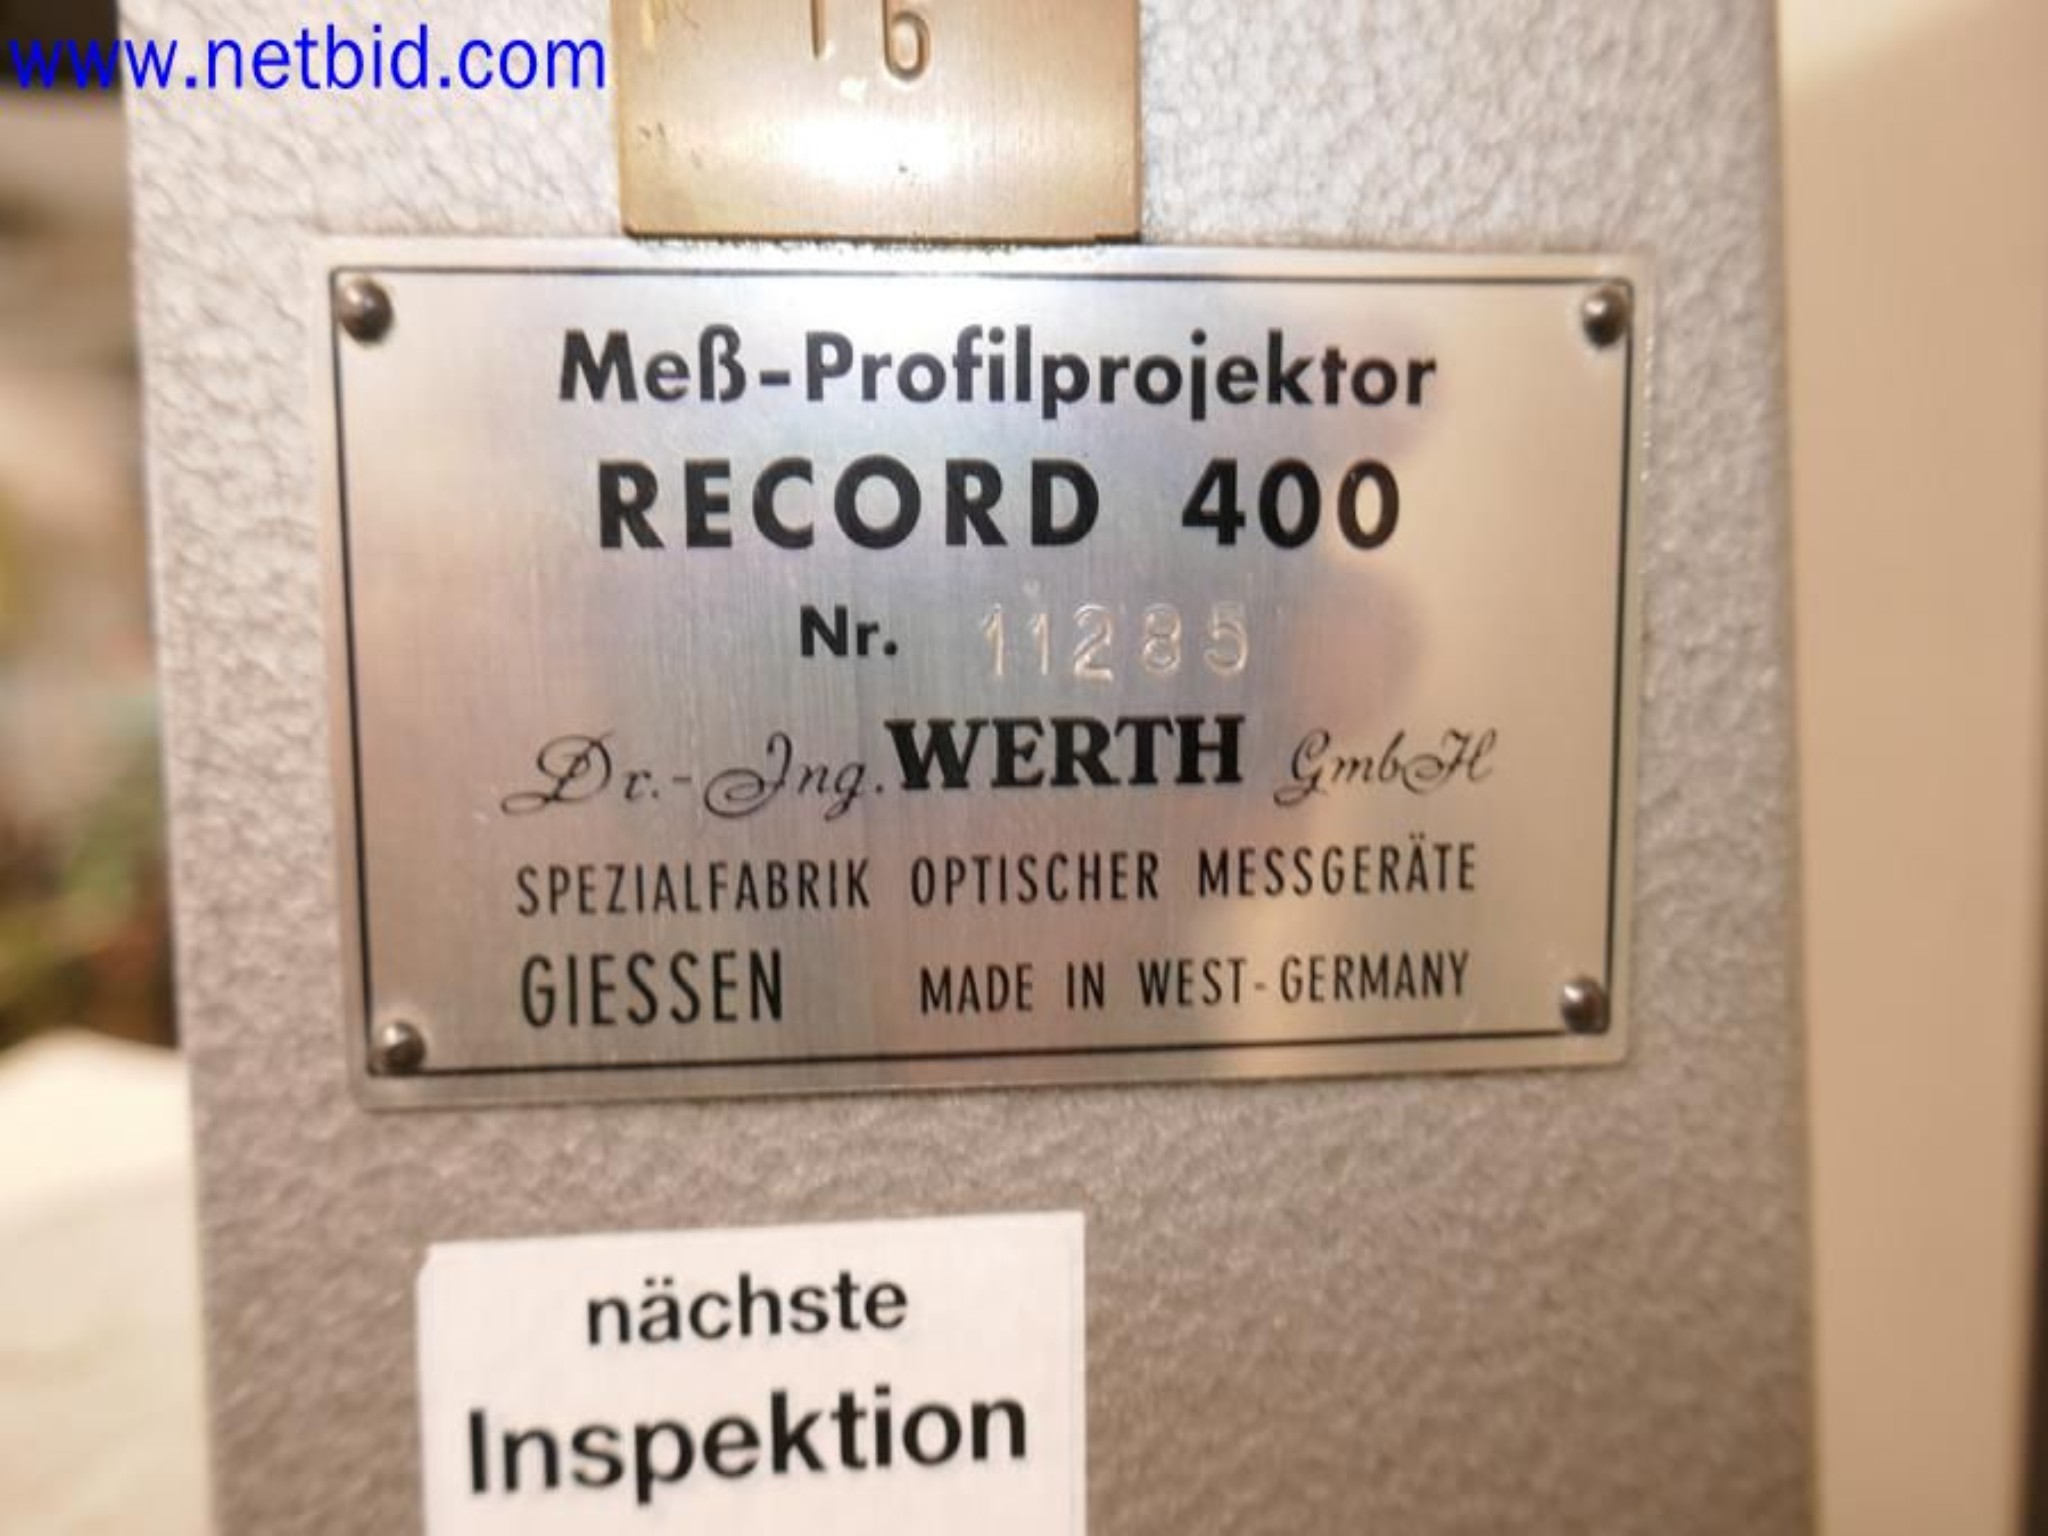 www.netbid.com
16
Meß-Profilprojektor
RECORD 400
Nr. 11285
Dr.-Ing. WERTH GmbH
SPEZIALFABRIK OPTISCHER MESSGERÄTE
GIESSEN MADE IN WEST-GERMANY
nächste
Inspektion